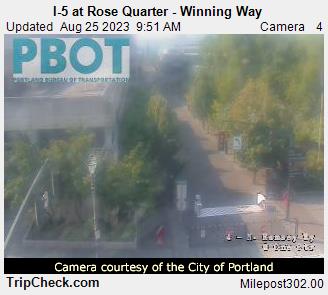 I-5 at Rose Quarter - Winning Way
Updated Aug 25 2023 9:51 AM Camera 4
PBOT
PORTLAND BUREAU OF TRANSPORTATION
Camera courtesy of the City of Portland
TripCheck.com Milepost302.00